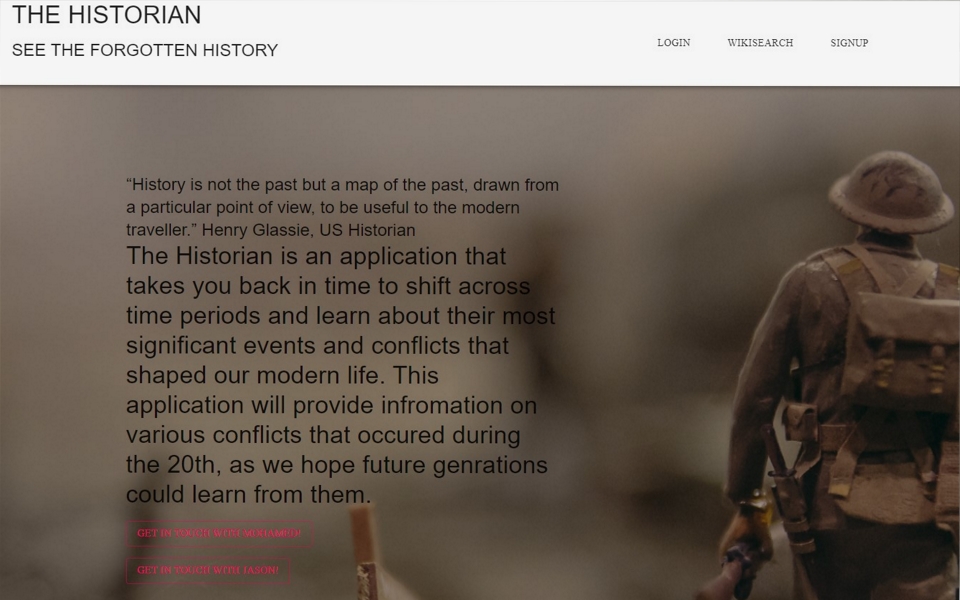 THE HISTORIAN
SEE THE FORGOTTEN HISTORY
LOGIN WIKISEARCH SIGNUP
“History is not the past but a map of the past, drawn from
a particular point of view, to be useful to the modern
traveller.” Henry Glassie, US Historian
The Historian is an application that
takes you back in time to shift across
time periods and learn about their most
significant events and conflicts that
shaped our modern life. This
application will provide infromation on
various conflicts that occured during
the 20th, as we hope future genrations
could learn from them.
GET IN TOUCH WITH
GET IN TOUCH WITH JASON!